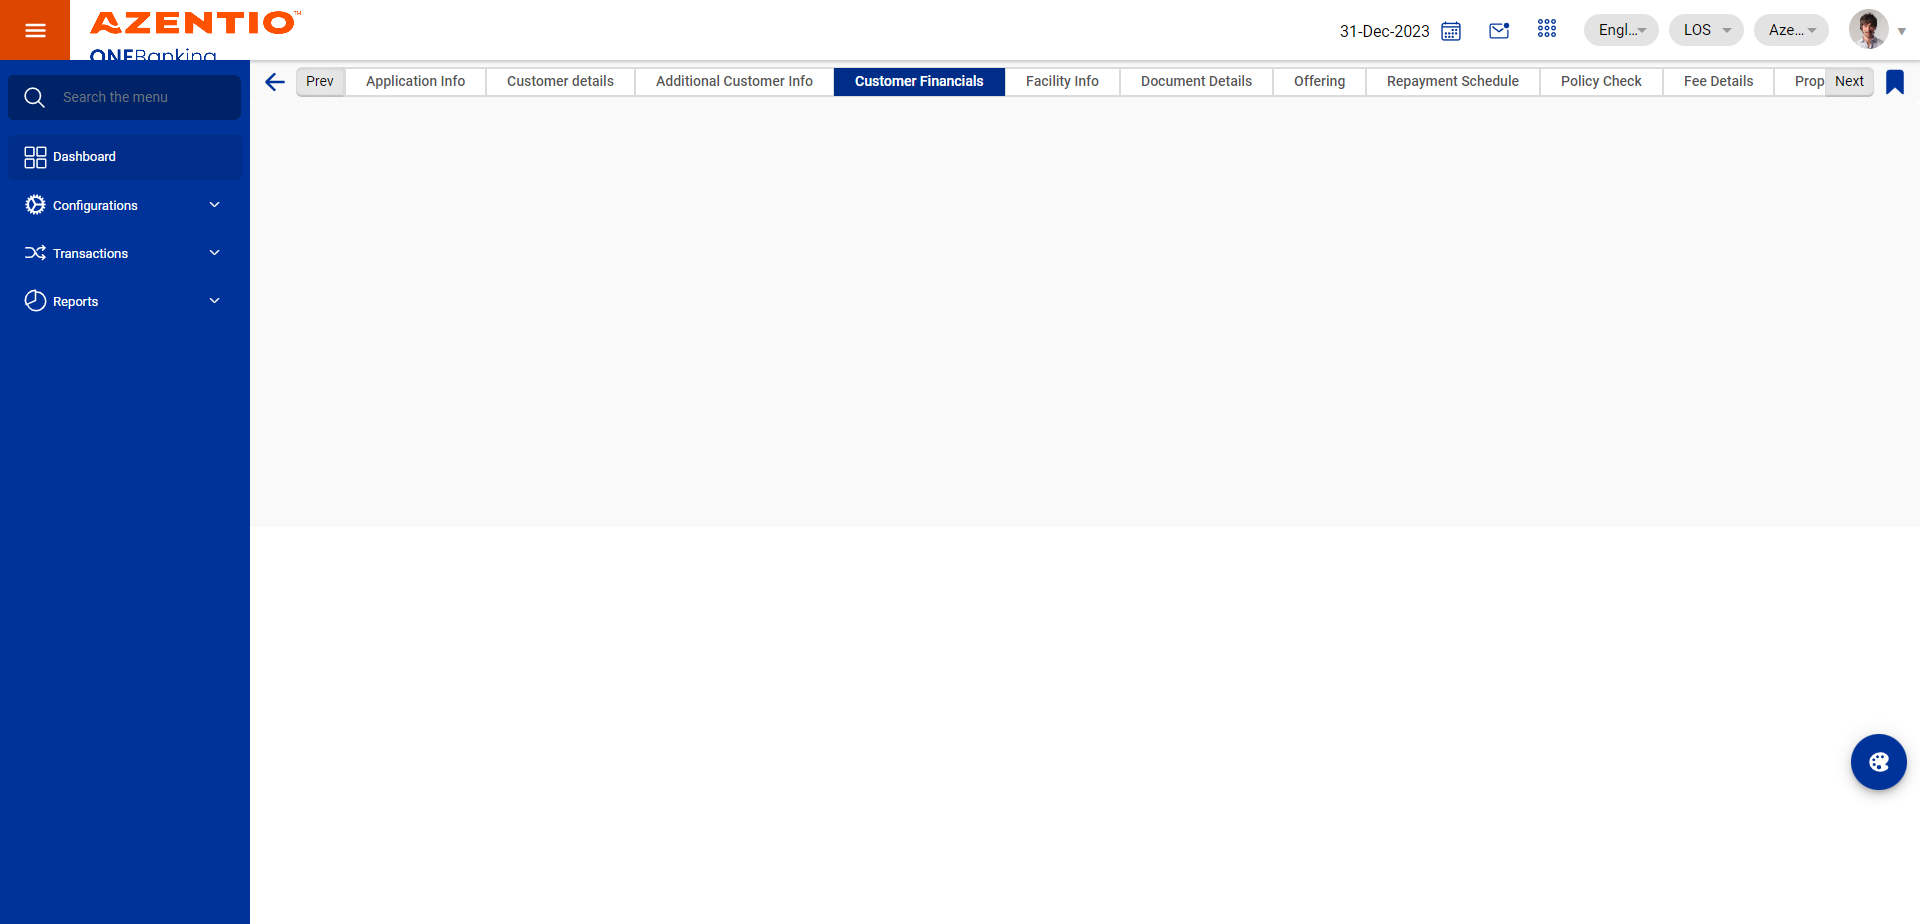 AZENTIO™
ONEBanking
31-Dec-2023
Engl...
LOS
Aze...
Search the menu
Dashboard
Configurations
Transactions
Reports
Prev
Application Info
Customer details
Additional Customer Info
Customer Financials
Facility Info
Document Details
Offering
Repayment Schedule
Policy Check
Fee Details
Prop
Next